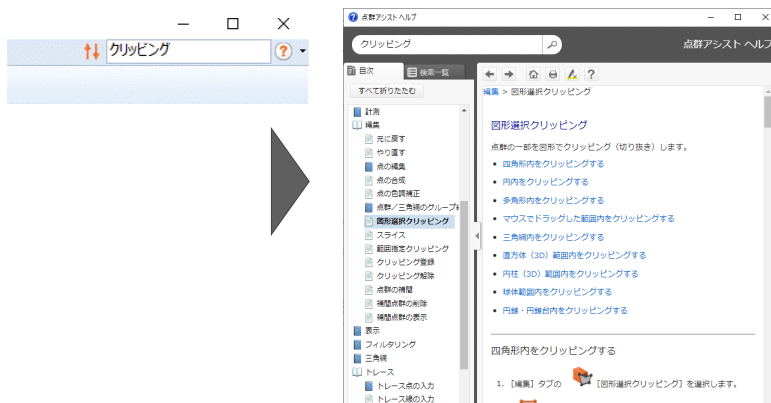 クリッピング
点群アシスト ヘルプ
クリッピング
点群アシスト ヘルプ
目次
検索一覧
すべて折りたたむ
計測
編集
元に戻す
やり直す
点の編集
点の合成
点の色調補正
点群／三角網のグループ
図形選択クリッピング
スライス
範囲指定クリッピング
クリッピング登録
クリッピング解除
点群の補間
補間点群の削除
補間点群の表示
表示
フィルタリング
三角網
トレース
トレース点の入力
トレース線の入力
編集 > 図形選択クリッピング
図形選択クリッピング
点群の一部を図形でクリッピング（切り抜き）します。
• 四角形内をクリッピングする
• 円内をクリッピングする
• 多角形内をクリッピングする
• マウスでドラッグした範囲内をクリッピングする
• 三角網内をクリッピングする
• 直方体（3D）範囲内をクリッピングする
• 円柱（3D）範囲内をクリッピングする
• 球体範囲内をクリッピングする
• 円錐・円錐台内をクリッピングする
四角形内をクリッピングする
1. ［編集］タブの ［図形選択クリッピング］を選択します。